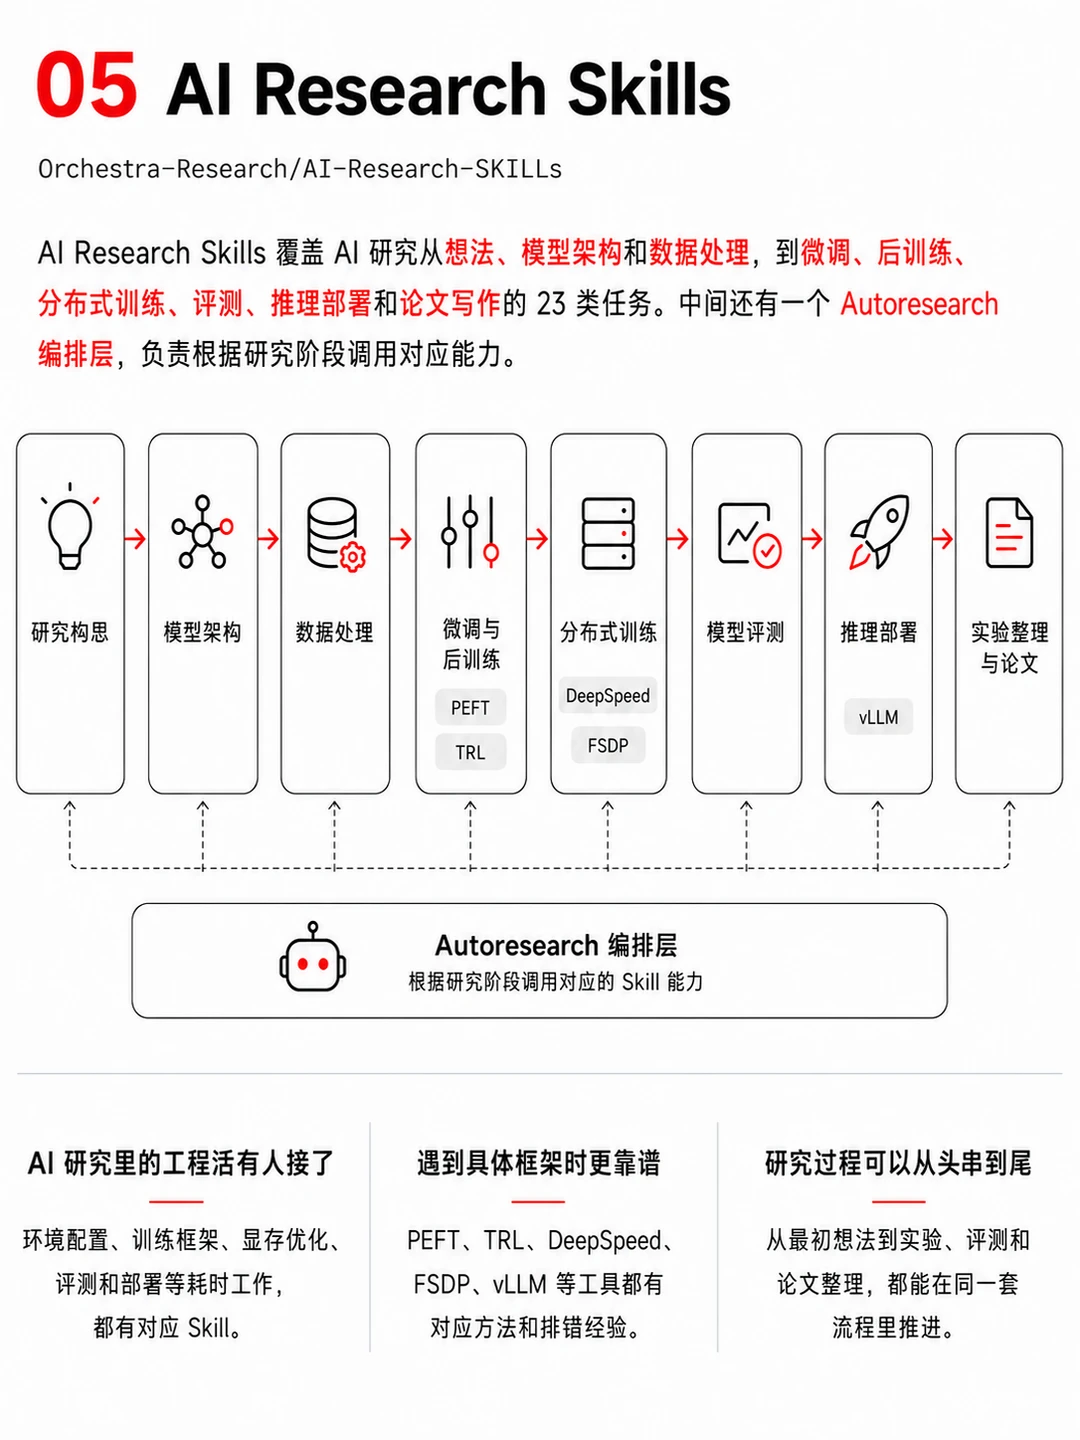 05 AI Research Skills
Orchestra-Research/AI-Research-SKILLs
AI Research Skills 覆盖 AI 研究从想法、模型架构和数据处理，到微调、后训练、
分布式训练、评测、推理部署和论文写作的 23 类任务。中间还有一个 Autoresearch
编排层，负责根据研究阶段调用对应能力。
研究构思
模型架构
数据处理
微调与
后训练
PEFT
TRL
分布式训练
DeepSpeed
FSDP
模型评测
推理部署
vLLM
实验整理
与论文
Autoresearch 编排层
根据研究阶段调用对应的 Skill 能力
AI 研究里的工程活有人接了
环境配置、训练框架、显存优化、
评测和部署等耗时工作，
都有对应 Skill。
遇到具体框架时更靠谱
PEFT、TRL、DeepSpeed、
FSDP、vLLM 等工具都有
对应方法和排错经验。
研究过程可以从头串到尾
从最初想法到实验、评测和
论文整理，都能在同一套
流程里推进。